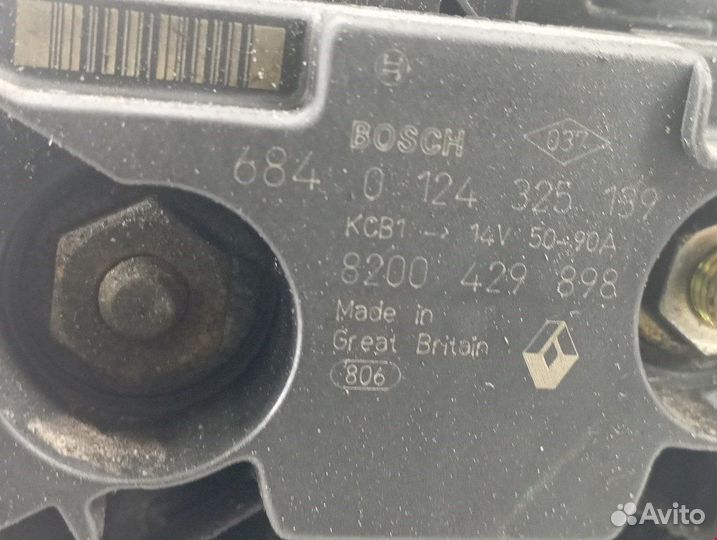 BOSCH
037
684 0 124 325 139
KCB1 → 14V 50-90A
8200 429 898
Made in
Great Britain
806
Avito